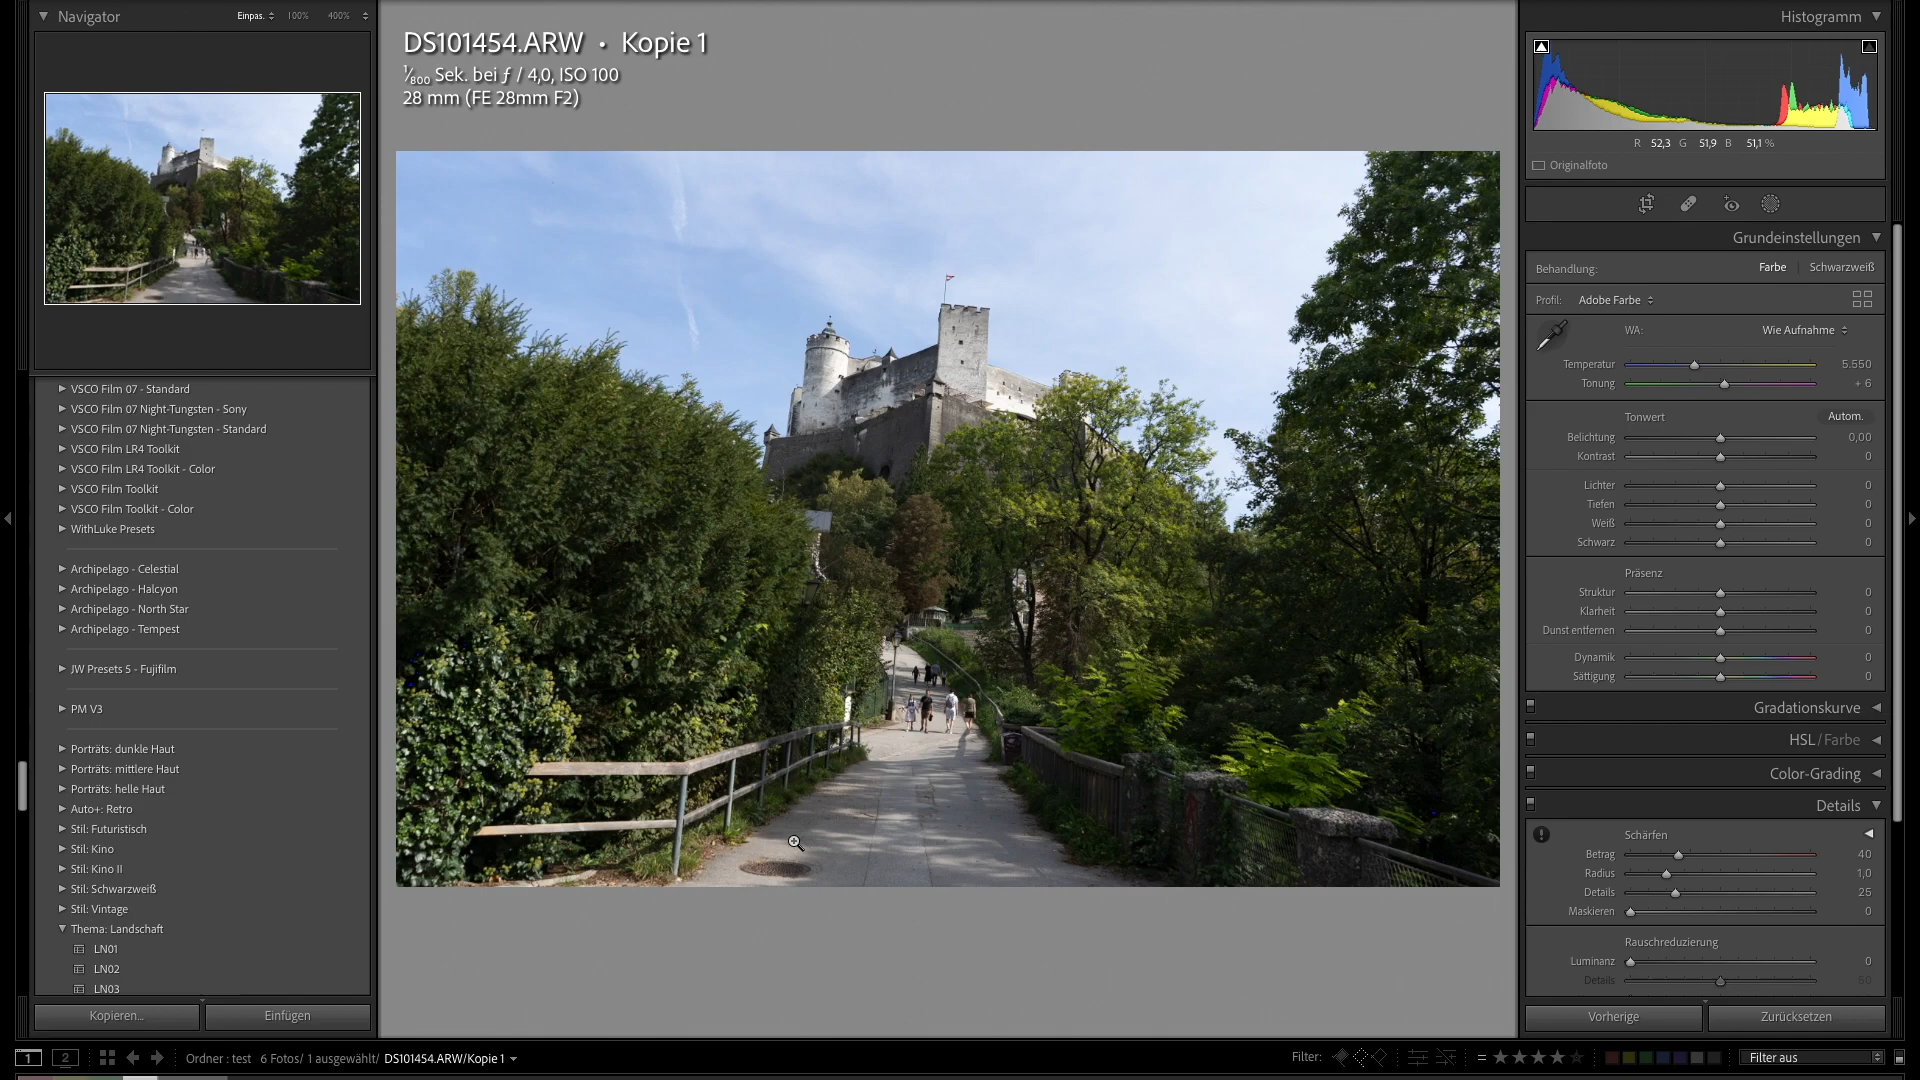 Navigator
Einpas. 100% 400%
VSCO Film 07 - Standard
VSCO Film 07 Night-Tungsten - Sony
VSCO Film 07 Night-Tungsten - Standard
VSCO Film LR4 Toolkit
VSCO Film LR4 Toolkit - Color
VSCO Film Toolkit
VSCO Film Toolkit - Color
WithLuke Presets
Archipelago - Celestial
Archipelago - Halcyon
Archipelago - North Star
Archipelago - Tempest
JW Presets 5 - Fujifilm
PM V3
Porträts: dunkle Haut
Porträts: mittlere Haut
Porträts: helle Haut
Auto+: Retro
Stil: Futuristisch
Stil: Kino
Stil: Kino II
Stil: Schwarzweiß
Stil: Vintage
Thema: Landschaft
LN01
LN02
LN03
Kopieren... Einfügen
DS101454.ARW • Kopie 1
1/800 Sek. bei ƒ / 4,0, ISO 100
28 mm (FE 28mm F2)
Histogramm
R 52,3 G 51,9 B 51,1 %
Originalfoto
Grundeinstellungen
Behandlung: Farbe Schwarzweiß
Profil: Adobe Farbe
WA: Wie Aufnahme
Temperatur 5.550
Tonung + 6
Tonwert Autom.
Belichtung 0,00
Kontrast 0
Lichter 0
Tiefen 0
Weiß 0
Schwarz 0
Präsenz
Struktur 0
Klarheit 0
Dunst entfernen 0
Dynamik 0
Sättigung 0
Gradationskurve
HSL / Farbe
Color-Grading
Details
Schärfen
Betrag 40
Radius 1,0
Details 25
Maskieren 0
Rauschreduzierung
Luminanz 0
Details 50
Vorherige Zurücksetzen
1 2 Ordner : test 6 Fotos/ 1 ausgewählt/ DS101454.ARW/Kopie 1 Filter: = Filter aus